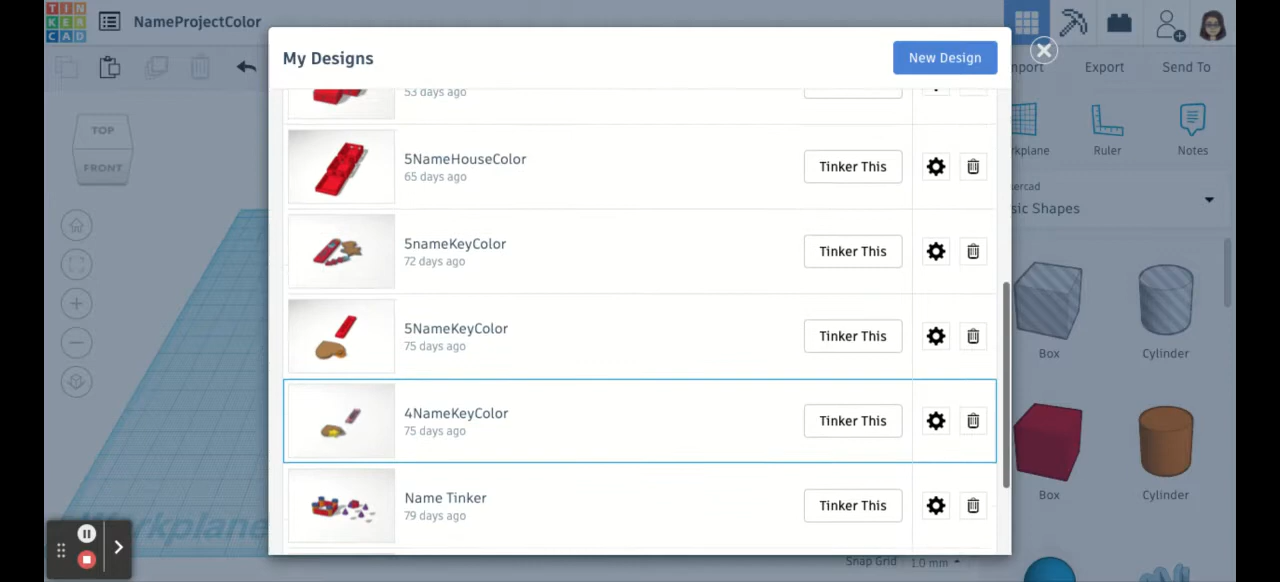 TIN
KER
CAD
NameProjectColor
My Designs
New Design
mport
Export
Send To
53 days ago
TOP
FRONT
5NameHouseColor
65 days ago
Tinker This
rkplane
Ruler
Notes
ercad
sic Shapes
5nameKeyColor
72 days ago
Tinker This
5NameKeyColor
75 days ago
Tinker This
Box
Cylinder
4NameKeyColor
75 days ago
Tinker This
Name Tinker
79 days ago
Tinker This
Box
Cylinder
Workplane
Snap Grid
1.0 mm